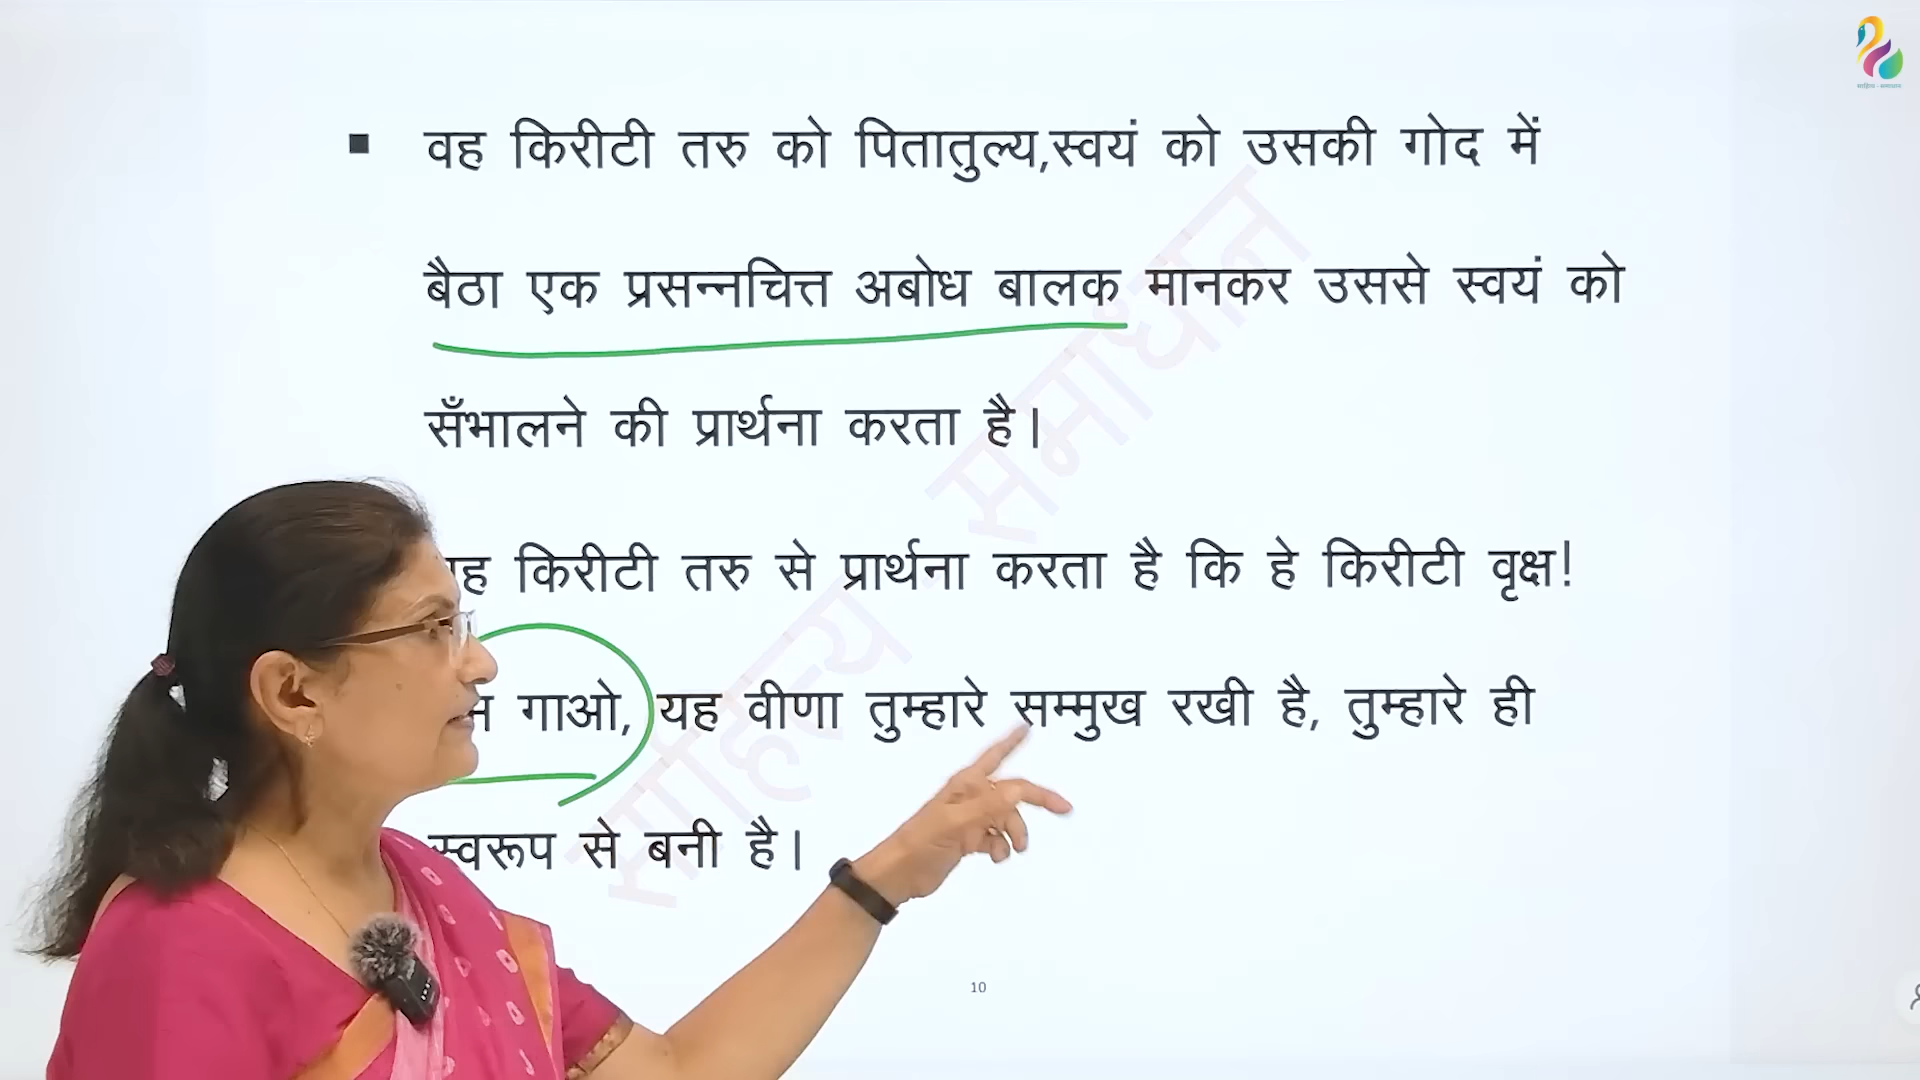 वह किरीटी तरु को पितातुल्य,स्वयं को उसकी गोद में
बैठा एक प्रसन्नचित्त अबोध बालक मानकर उससे स्वयं को
सँभालने की प्रार्थना करता है।
किरीटी तरु से प्रार्थना करता है कि हे किरीटी वृक्ष!
गाओ, यह वीणा तुम्हारे सम्मुख रखी है, तुम्हारे ही
स्वरूप से बनी है।
साहित्य - समाधान
10